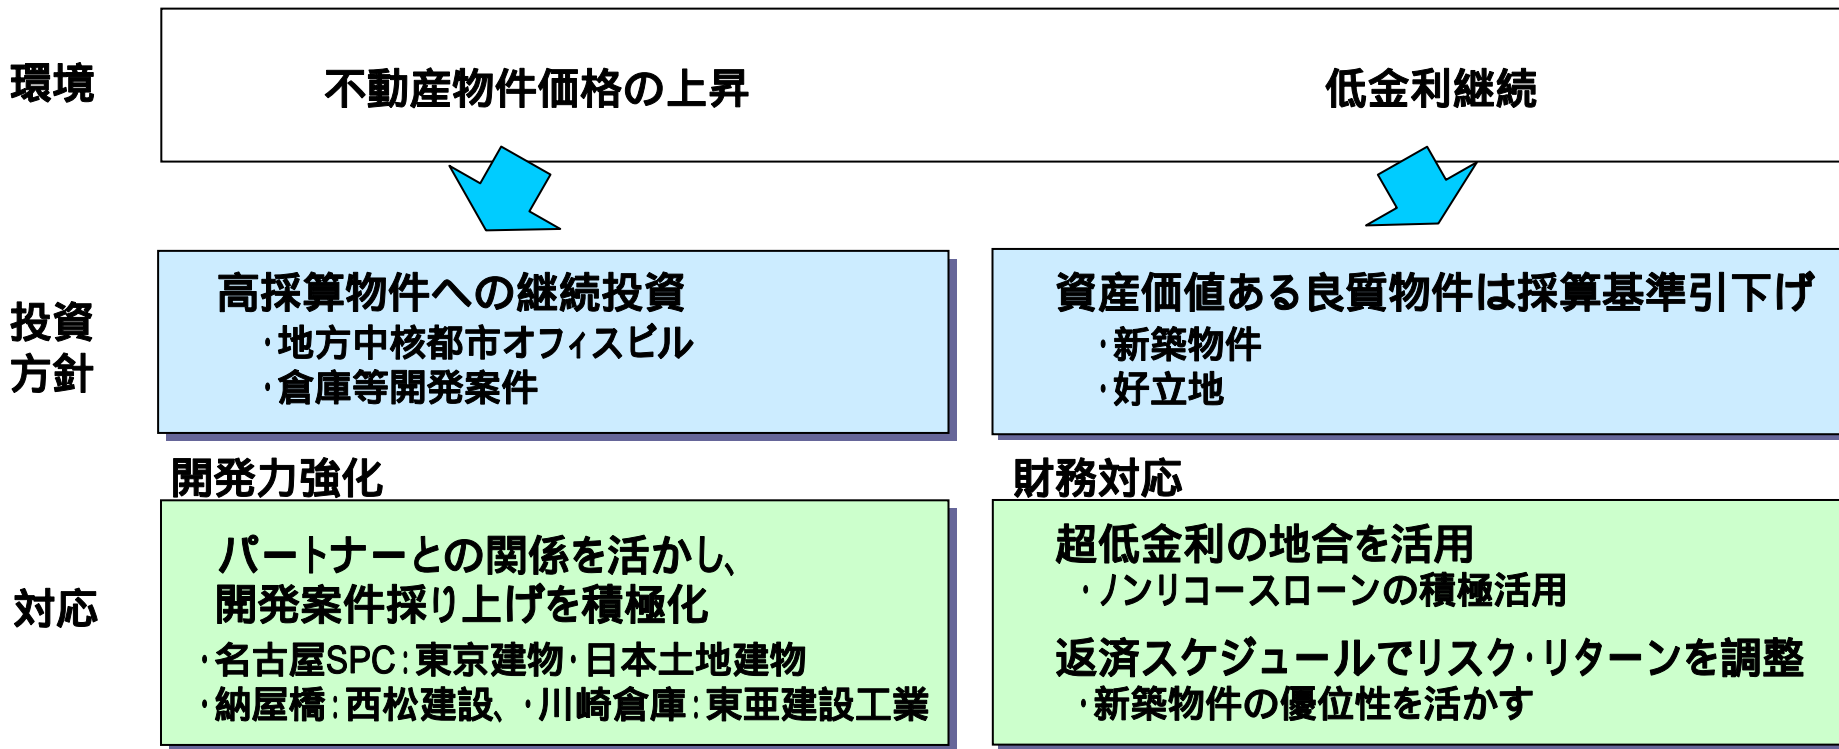 環境
不動産物件価格の上昇
低金利継続
投資
方針
高採算物件への継続投資
・地方中核都市オフィスビル
・倉庫等開発案件
資産価値ある良質物件は採算基準引下げ
・新築物件
・好立地
対応
開発力強化
パートナーとの関係を活かし、
開発案件採り上げを積極化
・名古屋SPC：東京建物・日本土地建物
・納屋橋：西松建設、・川崎倉庫：東亜建設工業
財務対応
超低金利の地合を活用
・ノンリコースローンの積極活用
返済スケジュールでリスク・リターンを調整
・新築物件の優位性を活かす